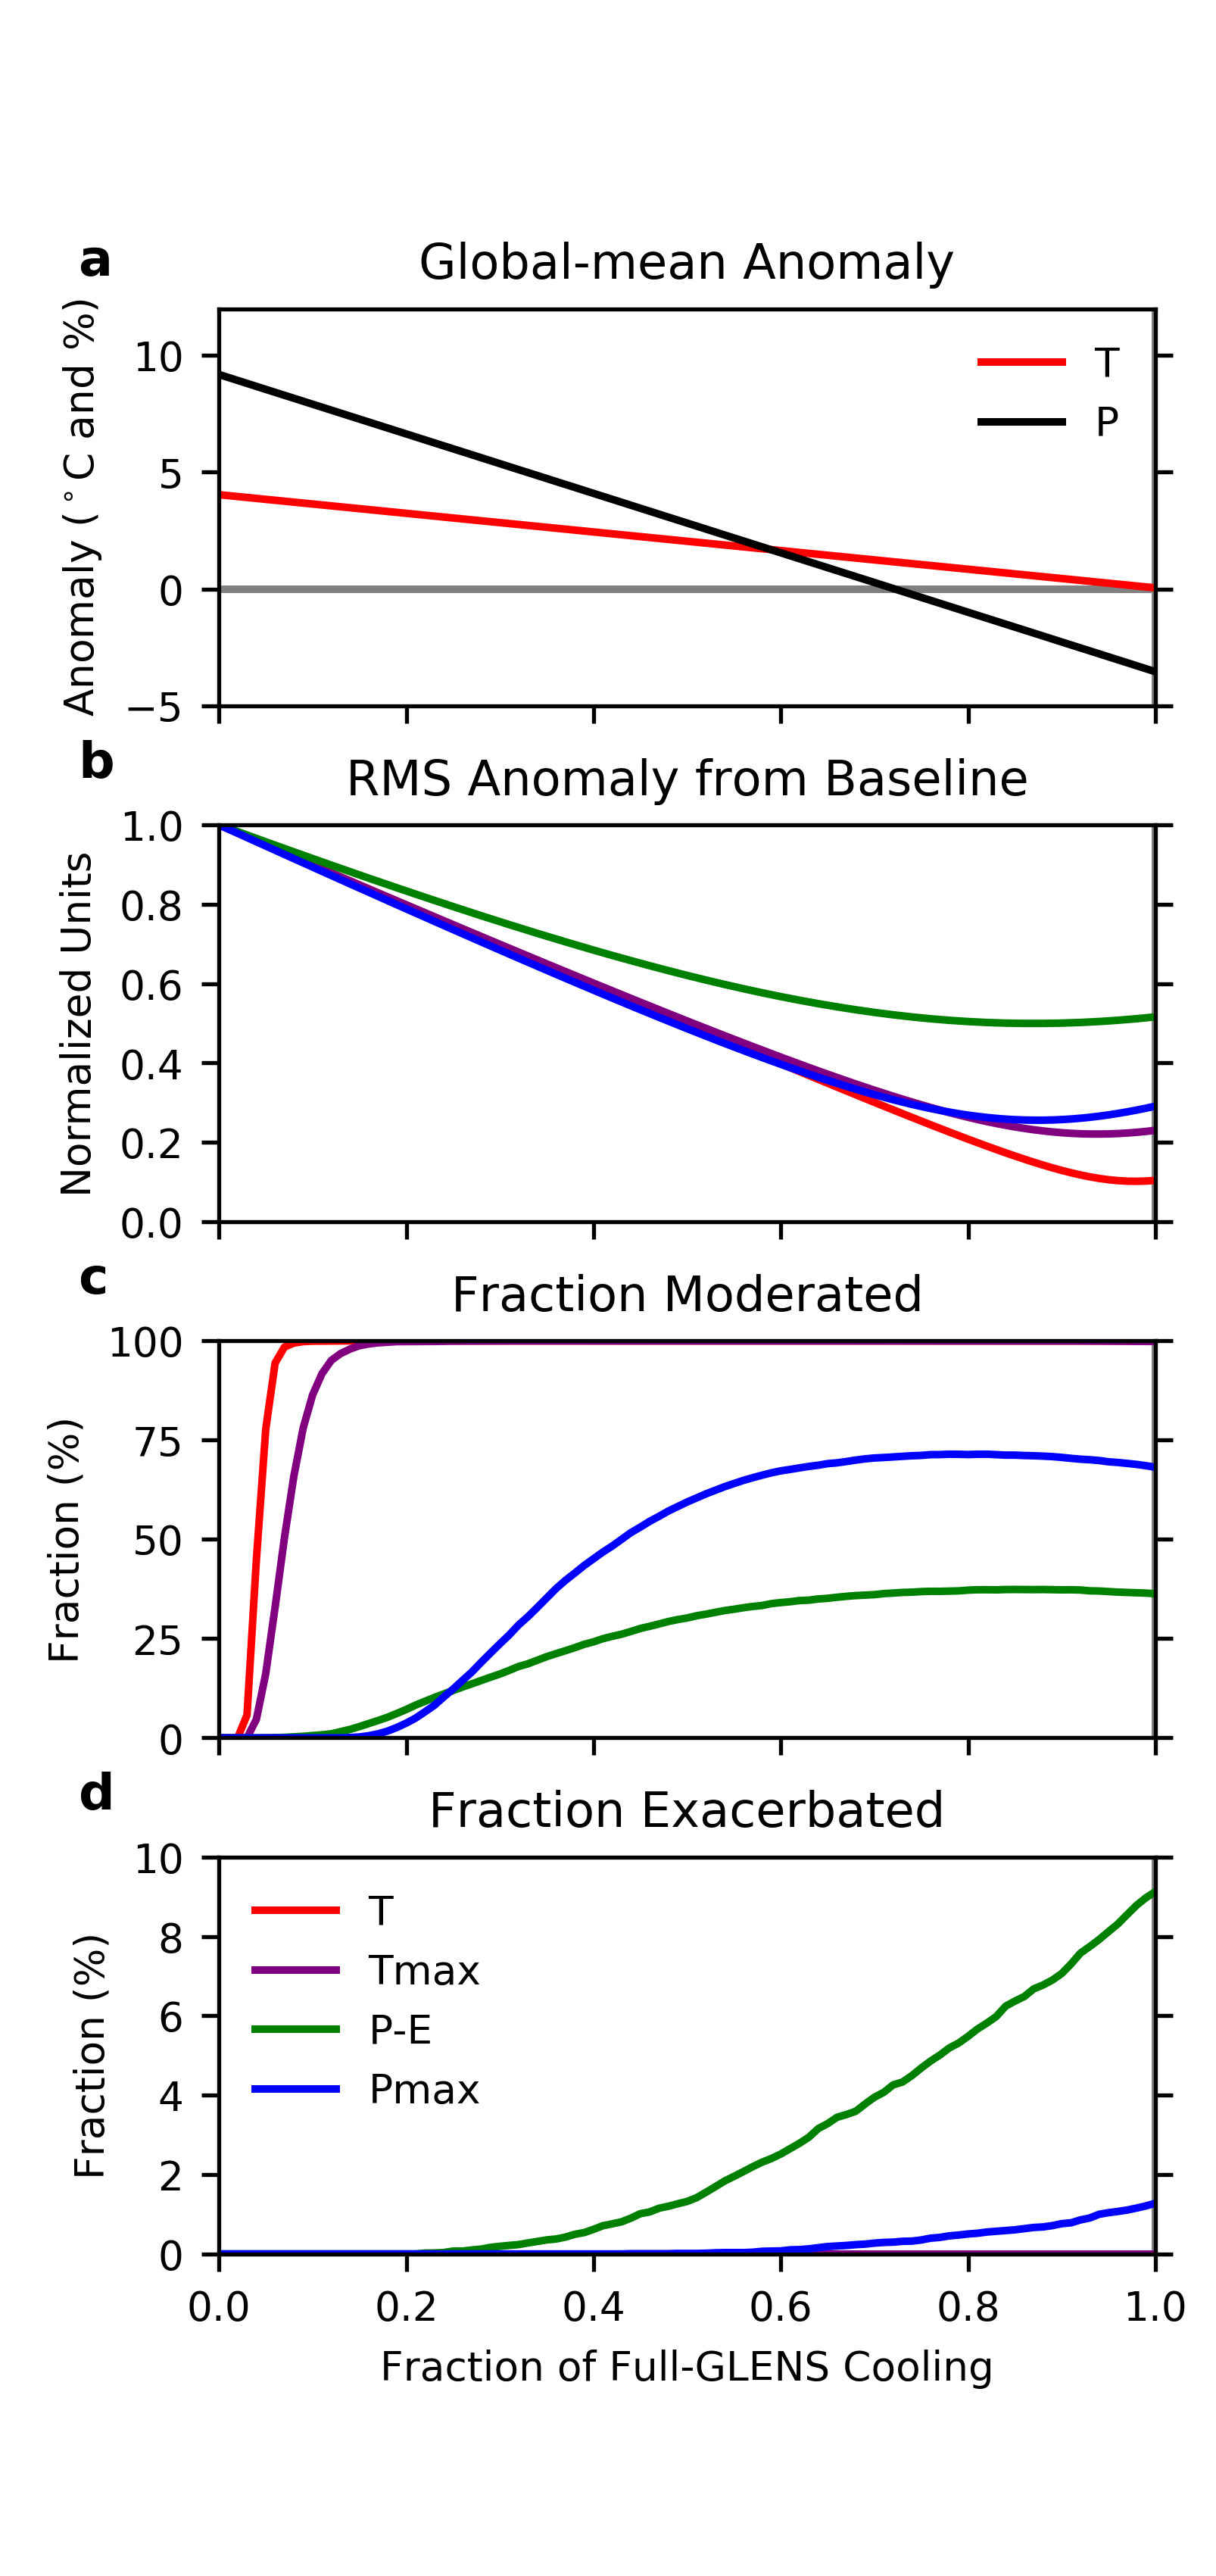 a
Global-mean Anomaly
Anomaly (°C and %)
10
5
0
−5
T
P
b
RMS Anomaly from Baseline
Normalized Units
1.0
0.8
0.6
0.4
0.2
0.0
c
Fraction Moderated
Fraction (%)
100
75
50
25
0
d
Fraction Exacerbated
Fraction (%)
10
8
6
4
2
0
T
Tmax
P-E
Pmax
0.0 0.2 0.4 0.6 0.8 1.0
Fraction of Full-GLENS Cooling